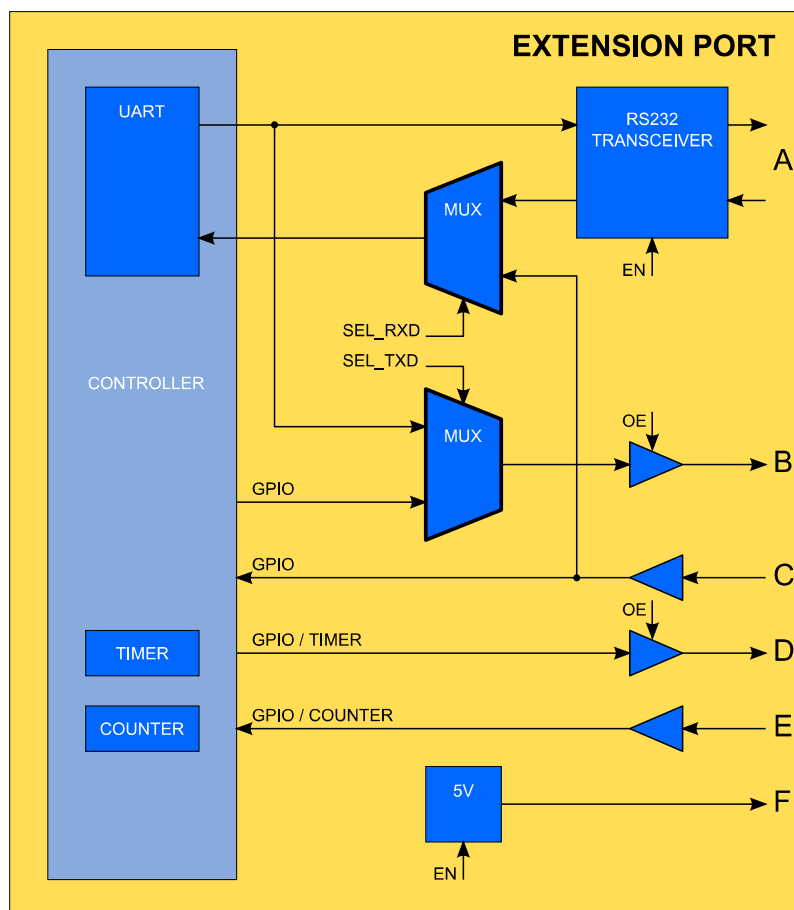 EXTENSION PORT
UART
RS232
TRANSCEIVER
A
MUX
EN
SEL_RXD
SEL_TXD
CONTROLLER
OE
MUX
B
GPIO
GPIO
C
OE
TIMER
GPIO / TIMER
D
COUNTER
GPIO / COUNTER
E
5V
F
EN